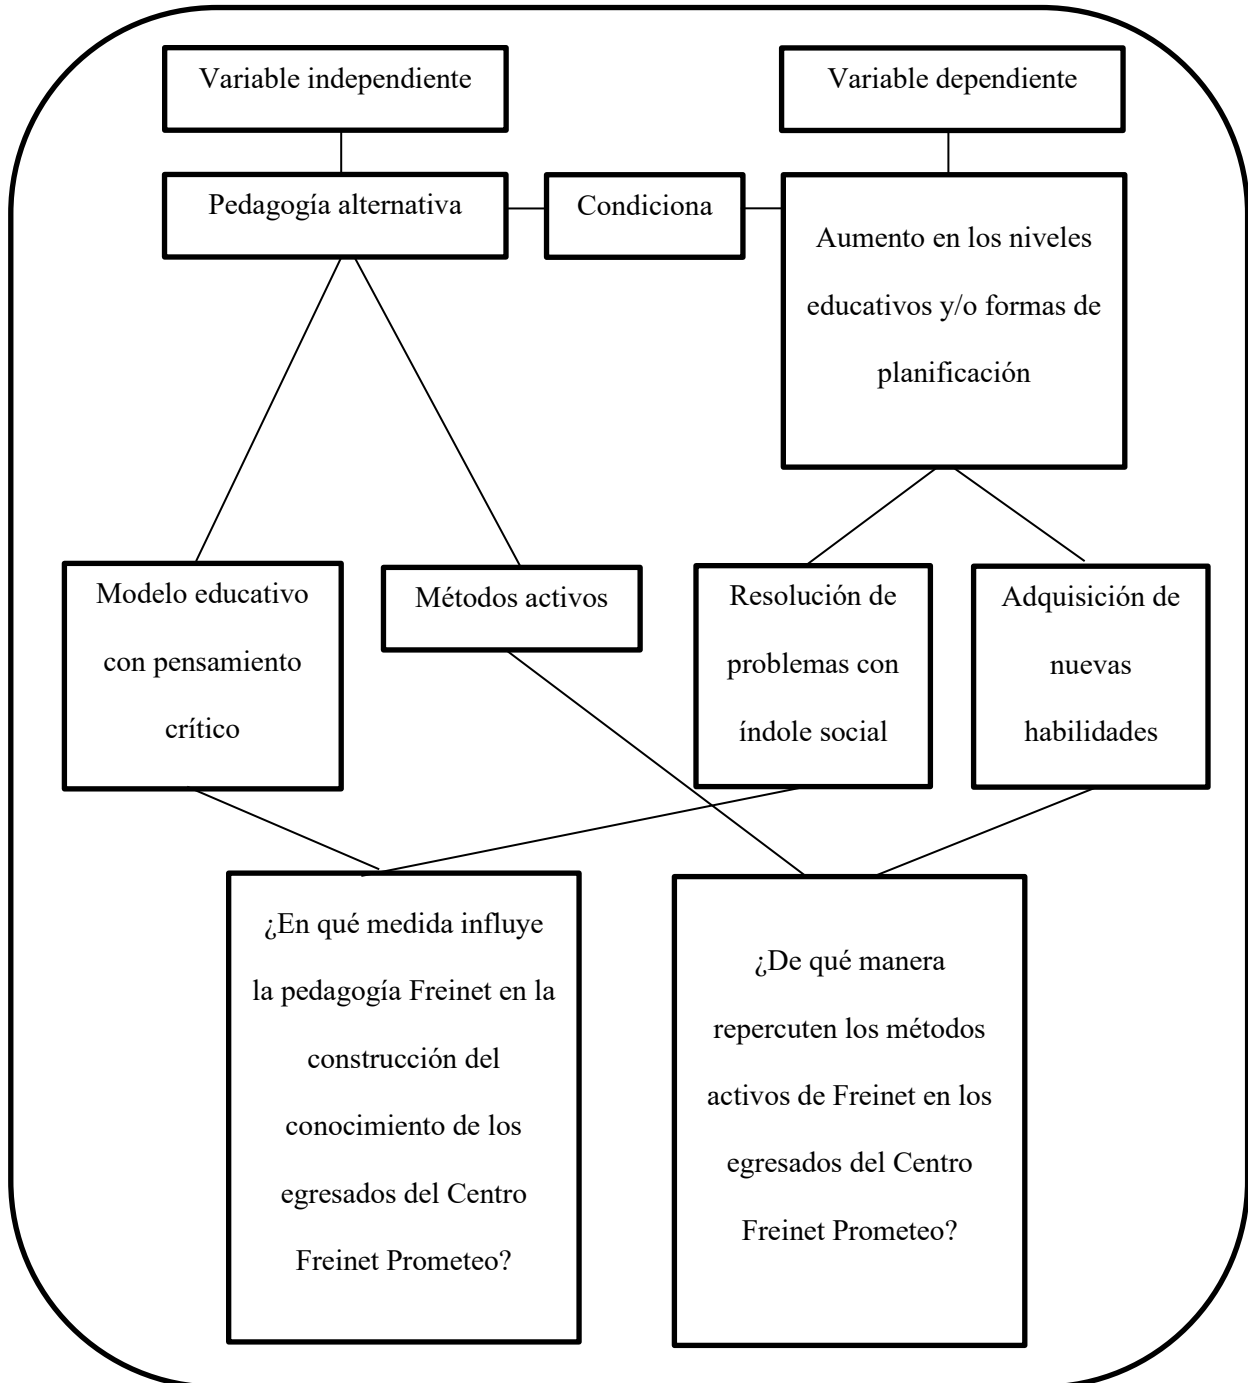 Variable independiente
Variable dependiente
Pedagogía alternativa
Condiciona
Aumento en los niveles
educativos y/o formas de
planificación
Modelo educativo
con pensamiento
crítico
Métodos activos
Resolución de
problemas con
índole social
Adquisición de
nuevas
habilidades
¿En qué medida influye
la pedagogía Freinet en la
construcción del
conocimiento de los
egresados del Centro
Freinet Prometeo?
¿De qué manera
repercuten los métodos
activos de Freinet en los
egresados del Centro
Freinet Prometeo?